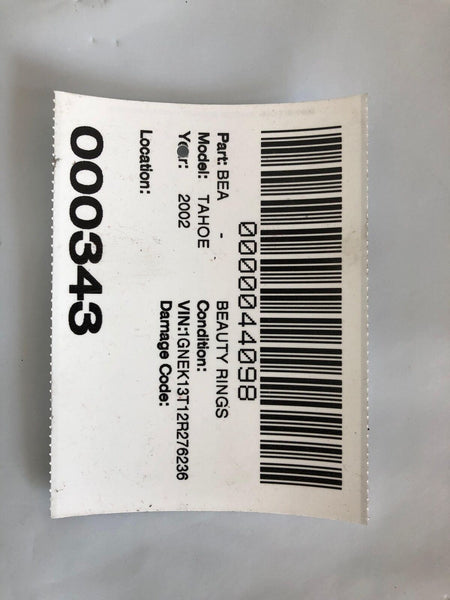 0000044098
Part: BEA - BEAUTY RINGS
Model: TAHOE Condition:
Year: 2002 VIN:1GNEK13T12R276236
Damage Code:
Location:
000343